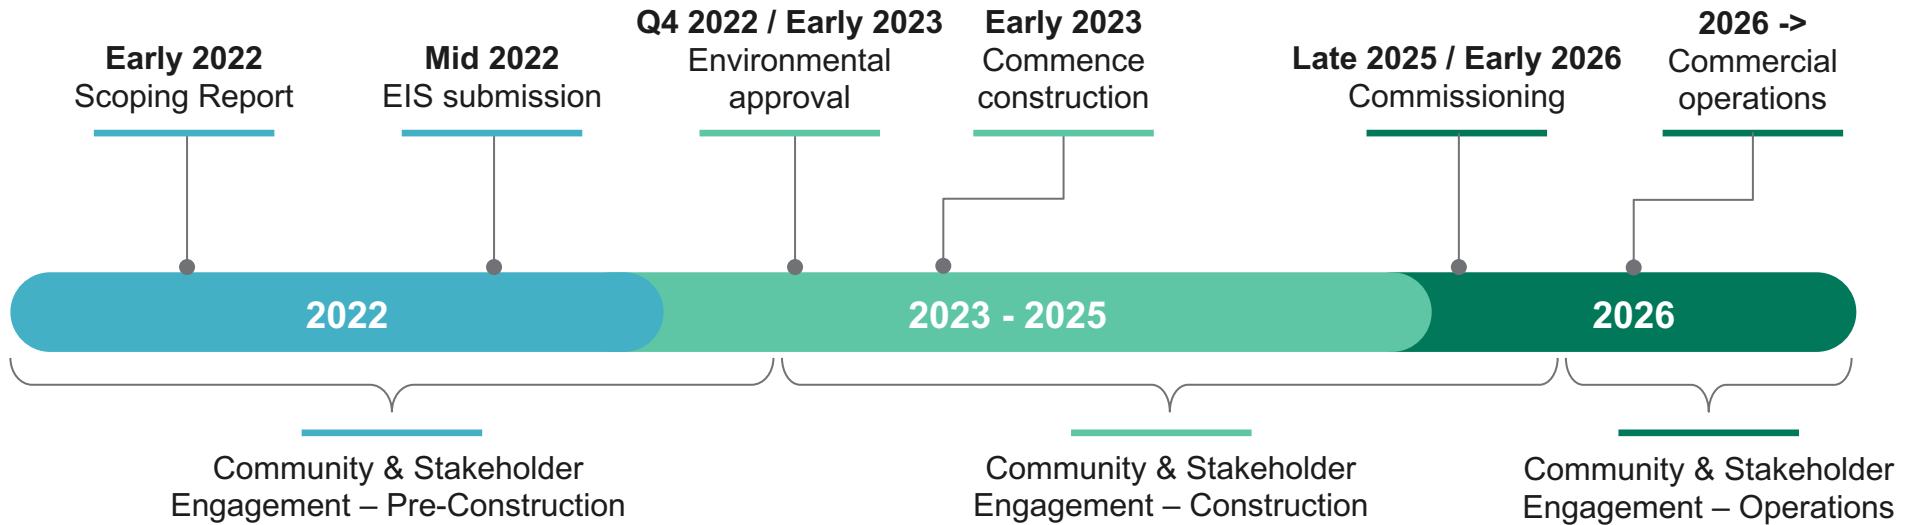 Early 2022
Scoping Report
Mid 2022
EIS submission
Q4 2022 / Early 2023
Environmental
approval
Early 2023
Commence
construction
Late 2025 / Early 2026
Commissioning
2026 ->
Commercial
operations
2022
2023 - 2025
2026
Community & Stakeholder
Engagement – Pre-Construction
Community & Stakeholder
Engagement – Construction
Community & Stakeholder
Engagement – Operations